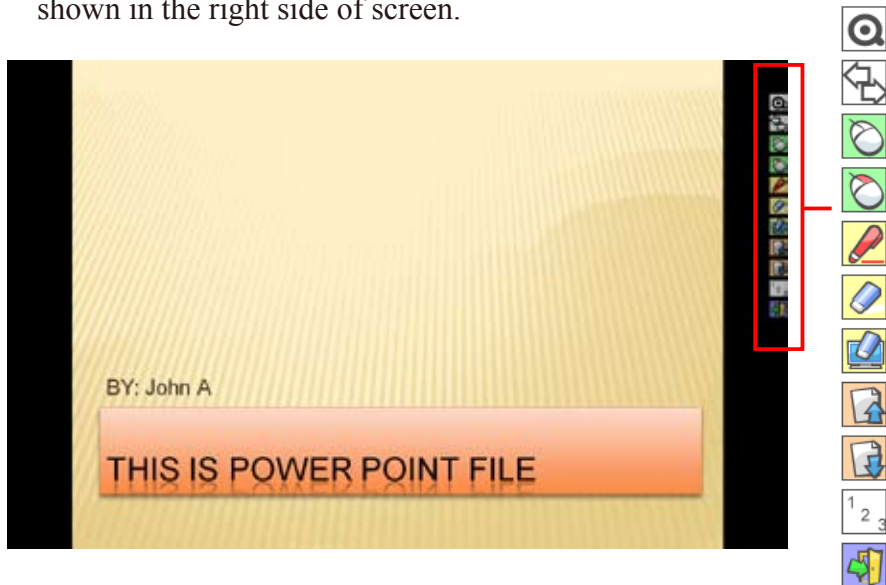 shown in the right side of screen.
BY: John A
THIS IS POWER POINT FILE
1 2 3